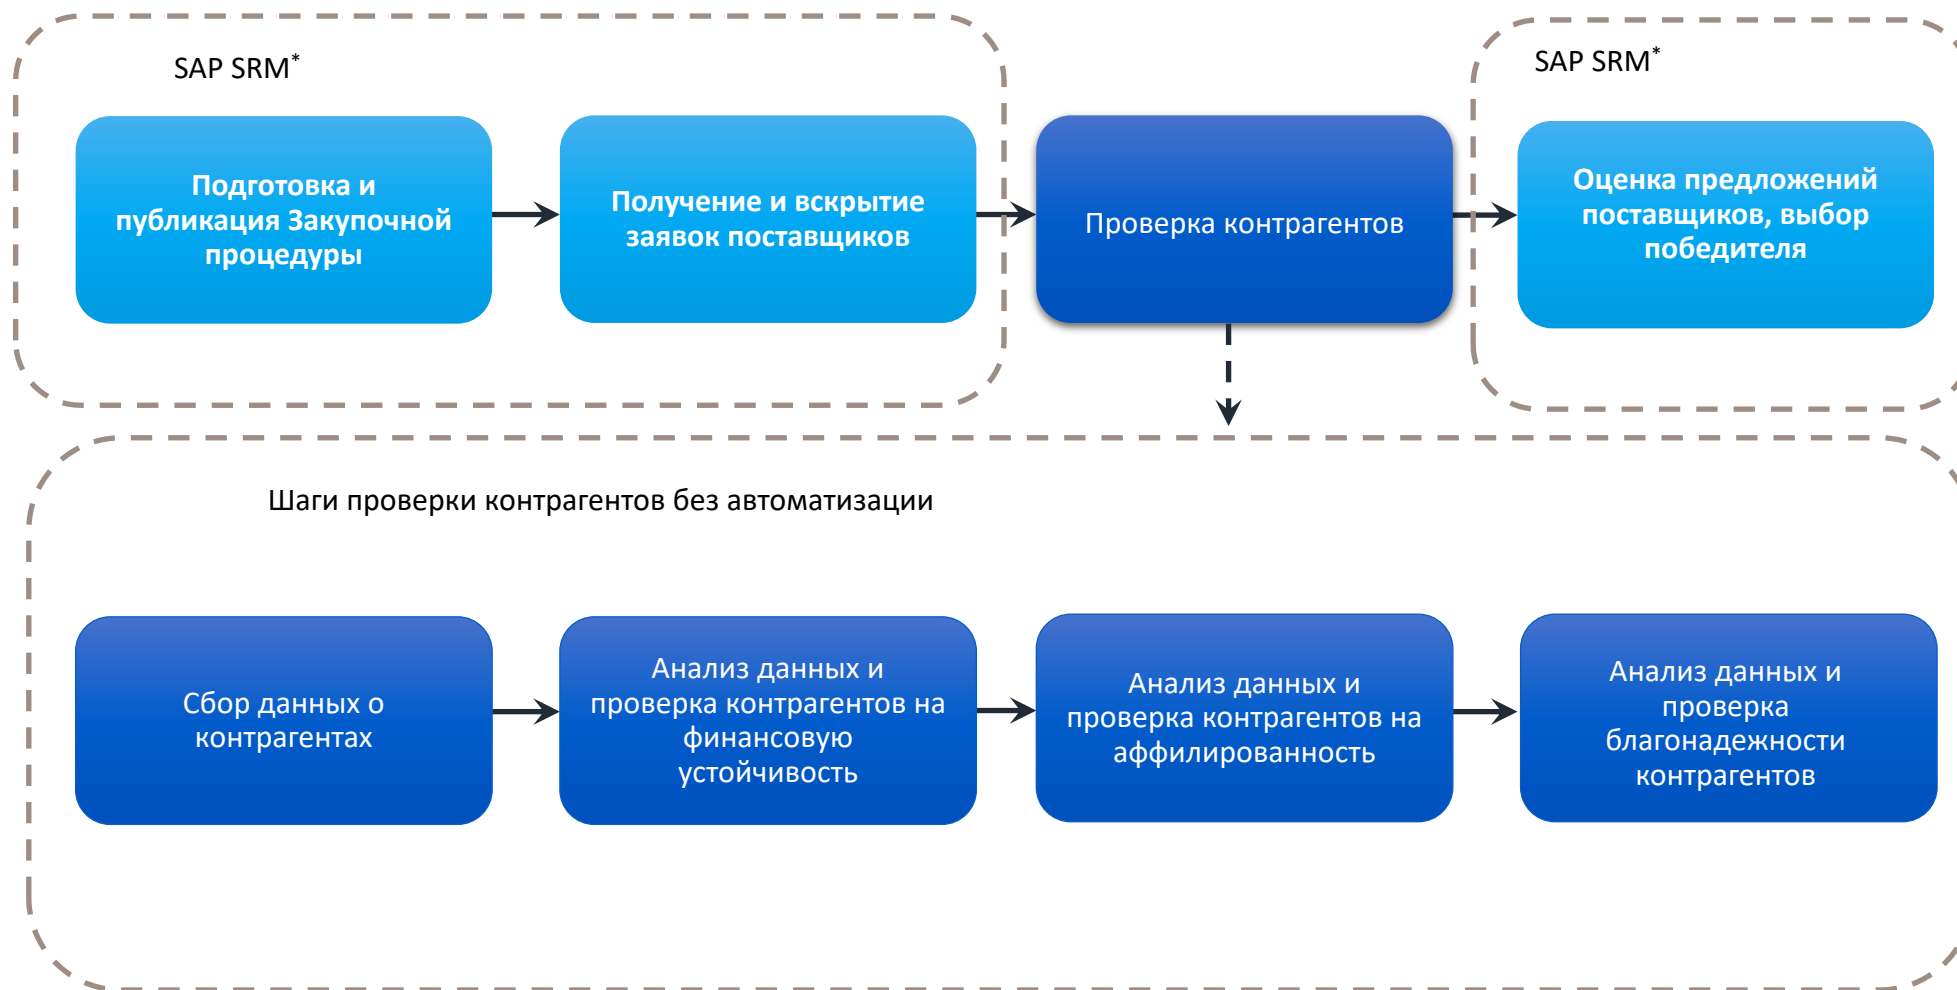 SAP SRM*
SAP SRM*
Подготовка и
публикация Закупочной
процедуры
Получение и вскрытие
заявок поставщиков
Проверка контрагентов
Оценка предложений
поставщиков, выбор
победителя
Шаги проверки контрагентов без автоматизации
Сбор данных о
контрагентах
Анализ данных и
проверка контрагентов на
финансовую
устойчивость
Анализ данных и
проверка контрагентов на
аффилированность
Анализ данных и
проверка
благонадежности
контрагентов